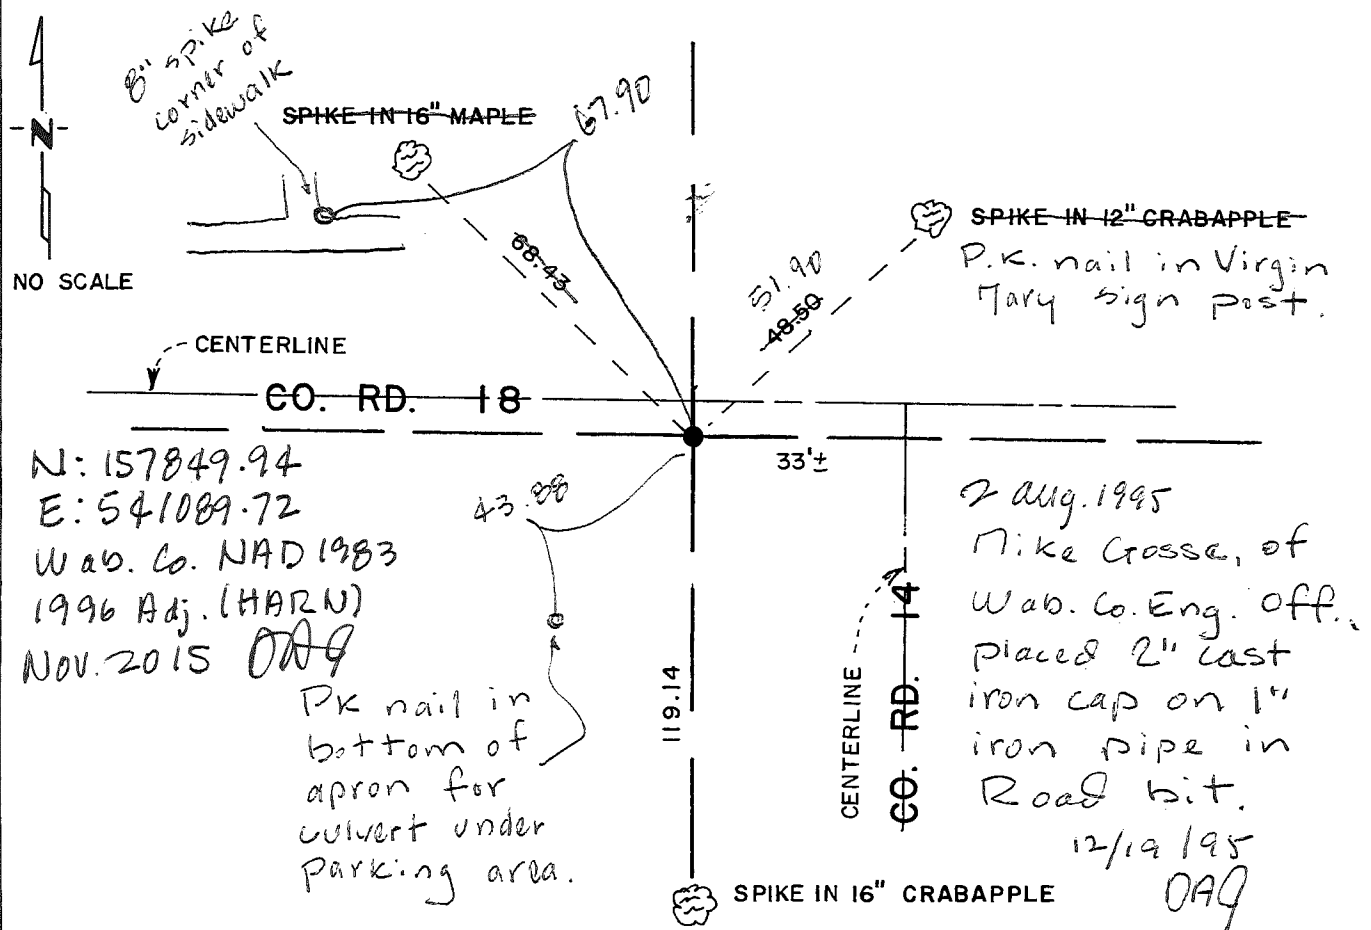 8" spike
corner of
sidewalk
SPIKE IN 16" MAPLE
67.90
N
NO SCALE
68.43
51.90
48.50
SPIKE IN 12" CRABAPPLE
P.K. nail in Virgin
Mary sign post.
CENTERLINE
CO. RD. 18
33'±
N: 157849.94
E: 541089.72
Wab. Co. NAD 1983
1996 Adj. (HARN)
Nov. 2015 OAJ
43.88
PK nail in
bottom of
apron for
culvert under
parking area.
119.14
CENTERLINE
CO. RD. 14
2 Aug. 1995
Mike Gosse, of
Wab. Co. Eng. Off.,
placed 2" cast
iron cap on 1"
iron pipe in
Road bit.
12/19/95
OAJ
SPIKE IN 16" CRABAPPLE